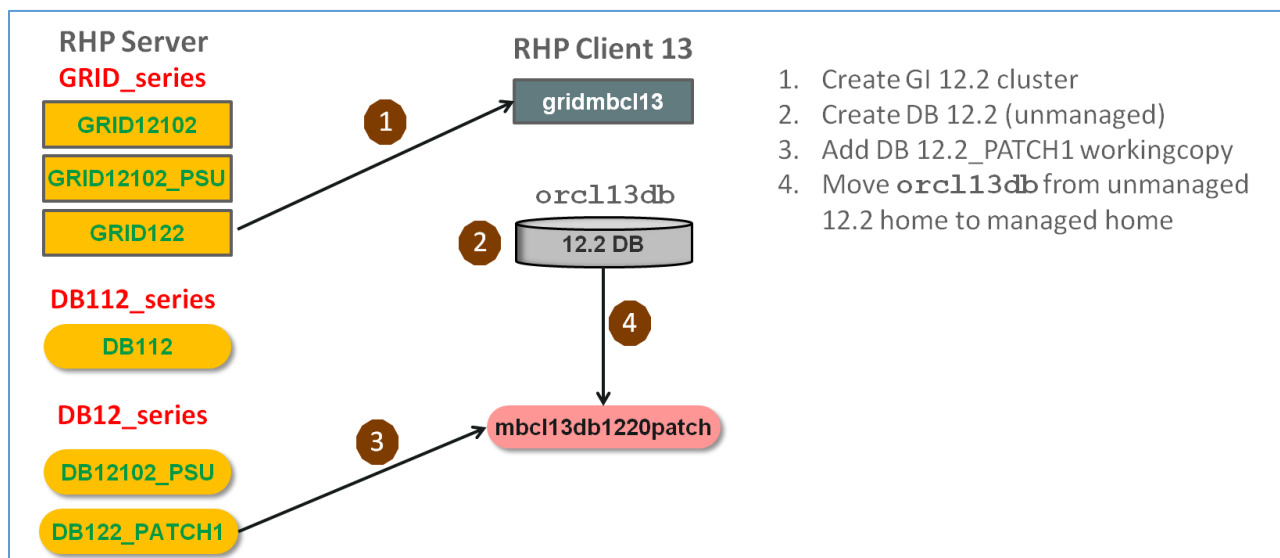 RHP Server
GRID_series
GRID12102
GRID12102_PSU
GRID122
DB112_series
DB112
DB12_series
DB12102_PSU
DB122_PATCH1
1
RHP Client 13
gridmbcl13
orcl13db
2
12.2 DB
4
3
mbcl13db1220patch
1. Create GI 12.2 cluster
2. Create DB 12.2 (unmanaged)
3. Add DB 12.2_PATCH1 workingcopy
4. Move orcl13db from unmanaged
12.2 home to managed home